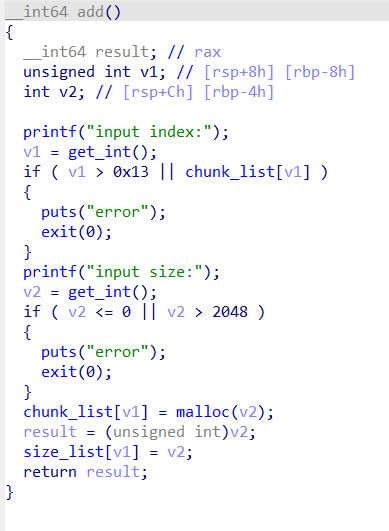 __int64 add()
{
  __int64 result; // rax
  unsigned int v1; // [rsp+8h] [rbp-8h]
  int v2; // [rsp+Ch] [rbp-4h]

  printf("input index:");
  v1 = get_int();
  if ( v1 > 0x13 || chunk_list[v1] )
  {
    puts("error");
    exit(0);
  }
  printf("input size:");
  v2 = get_int();
  if ( v2 <= 0 || v2 > 2048 )
  {
    puts("error");
    exit(0);
  }
  chunk_list[v1] = malloc(v2);
  result = (unsigned int)v2;
  size_list[v1] = v2;
  return result;
}